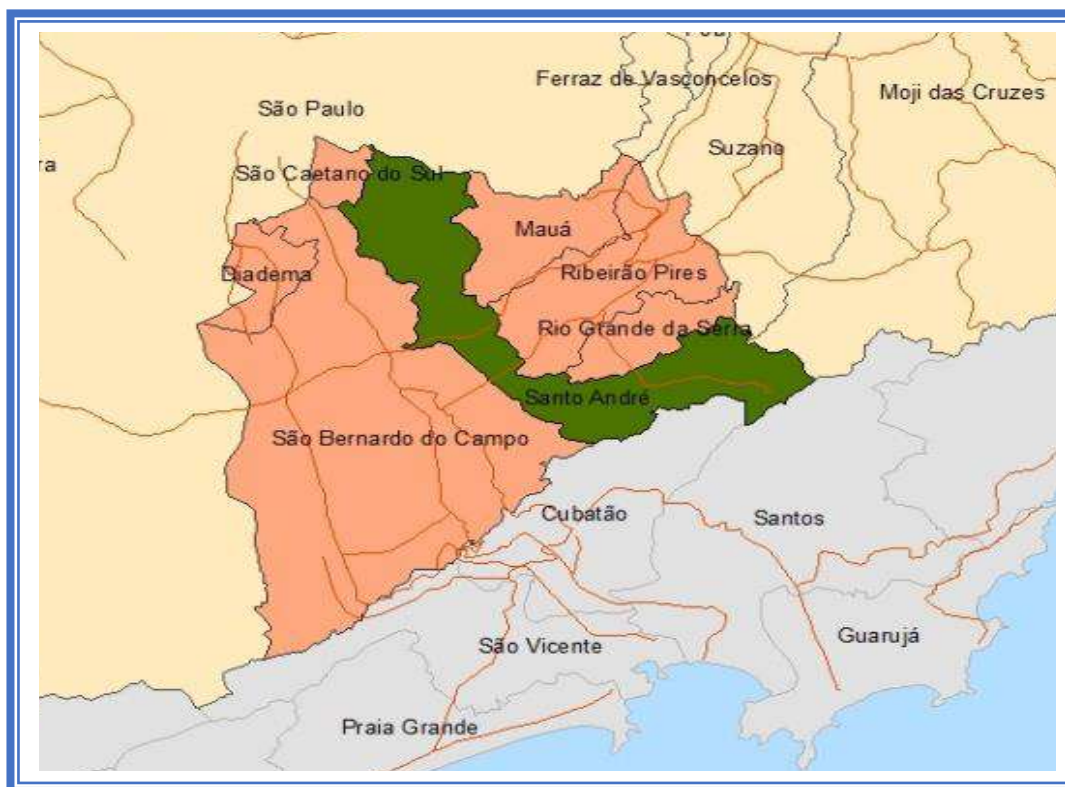 Ferraz de Vasconcelos
Moji das Cruzes
São Paulo
Suzano
ra
São Caetano do Sul
Mauá
Diadema
Ribeirão Pires
Rio Grande da Serra
Santo André
São Bernardo do Campo
Cubatão
Santos
Guarujá
São Vicente
Praia Grande